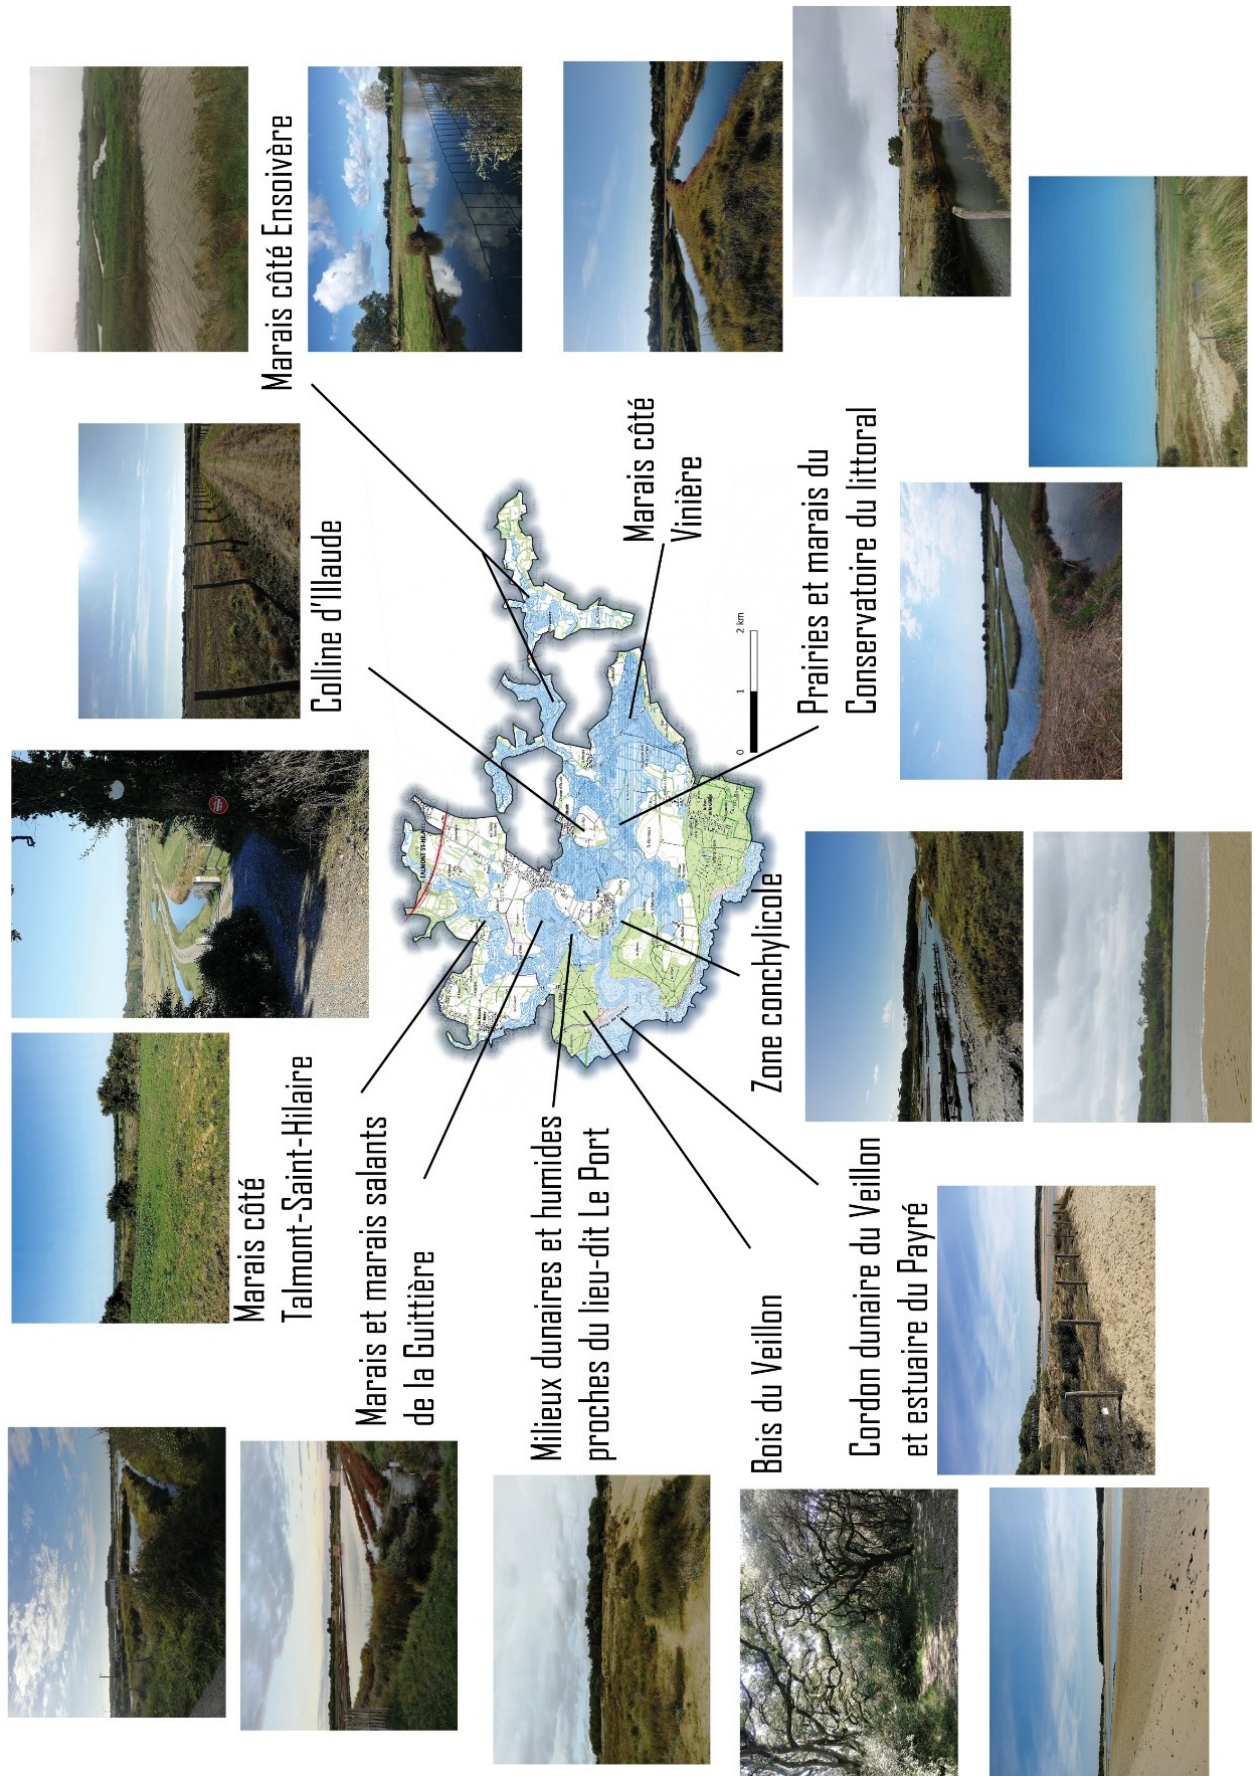 Marais côté Ensoivère
Colline d'Illaude
Marais côté
Talmont-Saint-Hilaire
Marais et marais salants
de la Guittière
Milieux dunaires et humides
proches du lieu-dit Le Port
Bois du Veillon
Cordon dunaire du Veillon
et estuaire du Payré
Zone conchylicole
Prairies et marais du
Conservatoire du littoral
Marais côté
Vinière
0 1 2 km